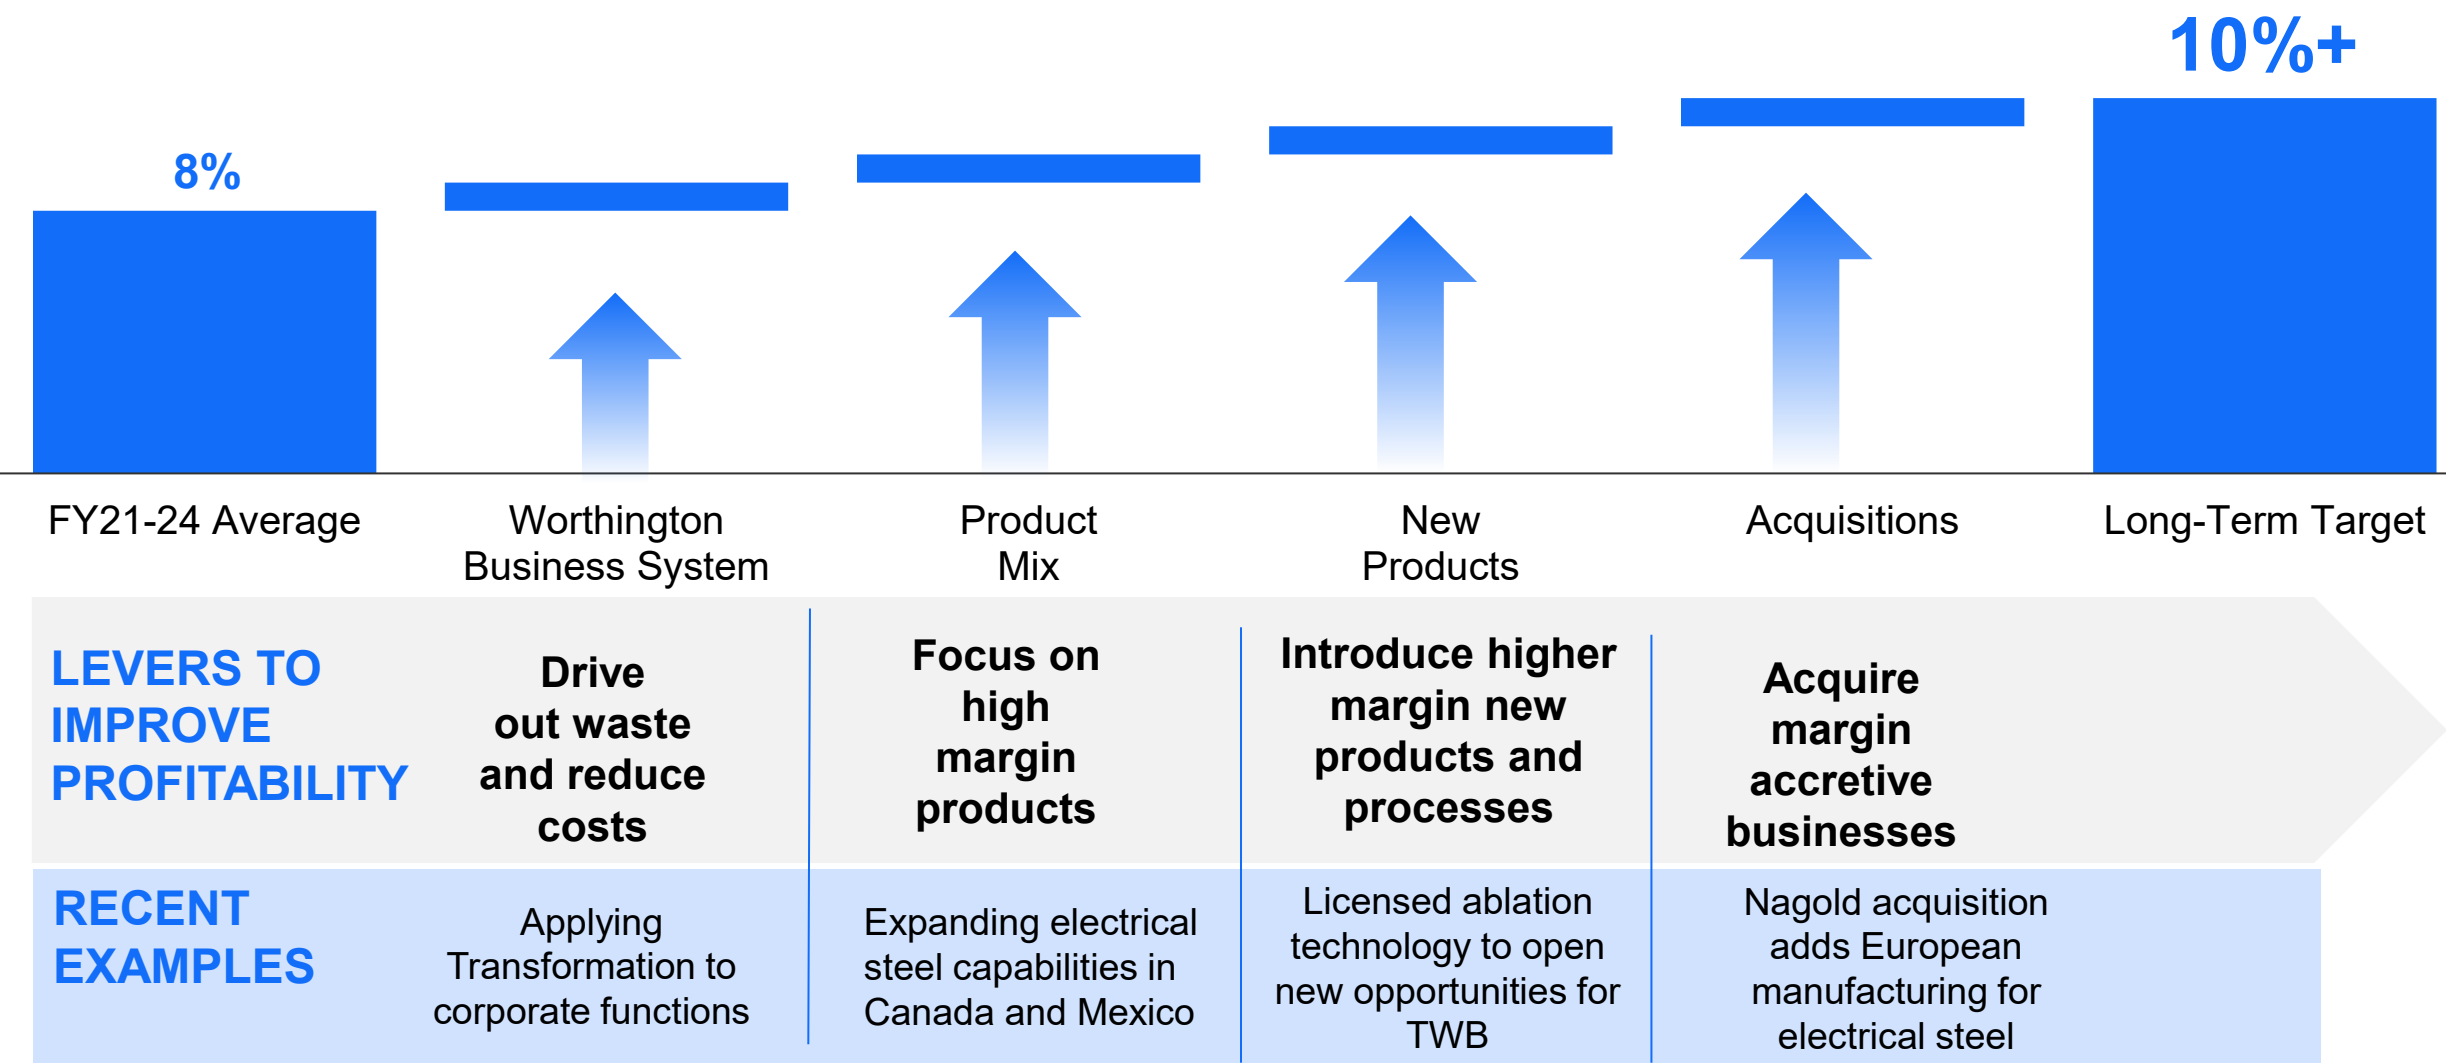 10%+
8%
FY21-24 Average
Worthington
Business System
Product
Mix
New
Products
Acquisitions
Long-Term Target
LEVERS TO
IMPROVE
PROFITABILITY
Drive
out waste
and reduce
costs
Focus on
high
margin
products
Introduce higher
margin new
products and
processes
Acquire
margin
accretive
businesses
RECENT
EXAMPLES
Applying
Transformation to
corporate functions
Expanding electrical
steel capabilities in
Canada and Mexico
Licensed ablation
technology to open
new opportunities for
TWB
Nagold acquisition
adds European
manufacturing for
electrical steel